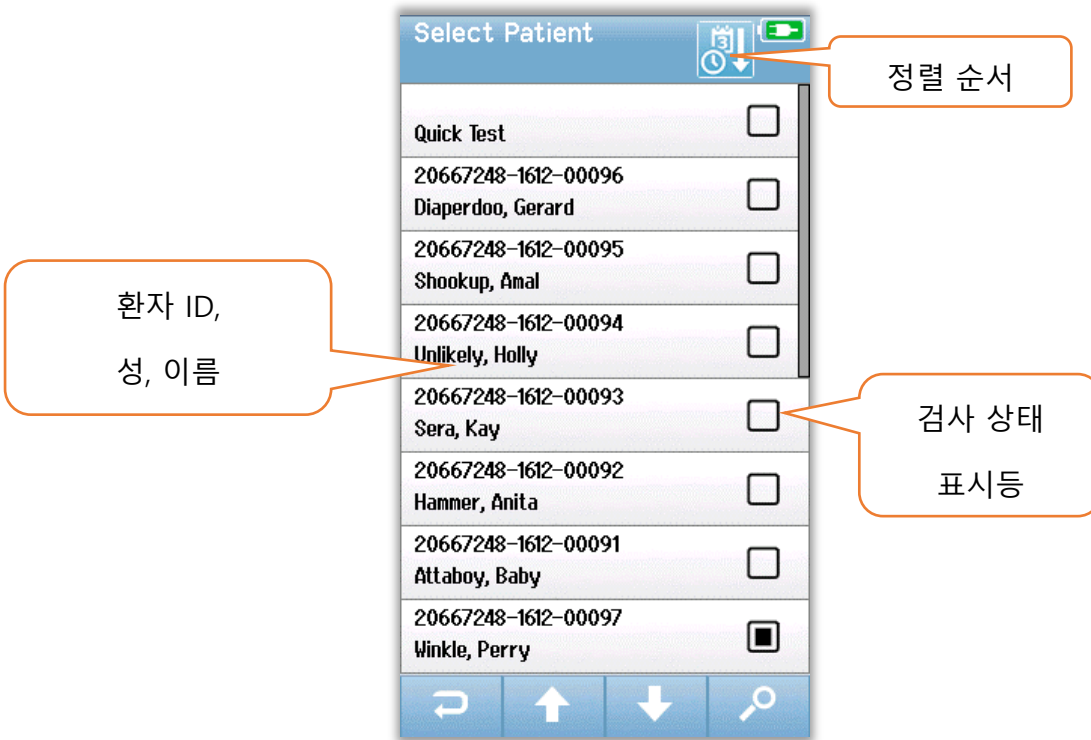 Select Patient
3
정렬 순서
Quick Test
20667248-1612-00096
Diaperdoo, Gerard
20667248-1612-00095
Shookup, Amal
환자 ID,
성, 이름
20667248-1612-00094
Unlikely, Holly
20667248-1612-00093
Sera, Kay
검사 상태
표시등
20667248-1612-00092
Hammer, Anita
20667248-1612-00091
Attaboy, Baby
20667248-1612-00097
Winkle, Perry